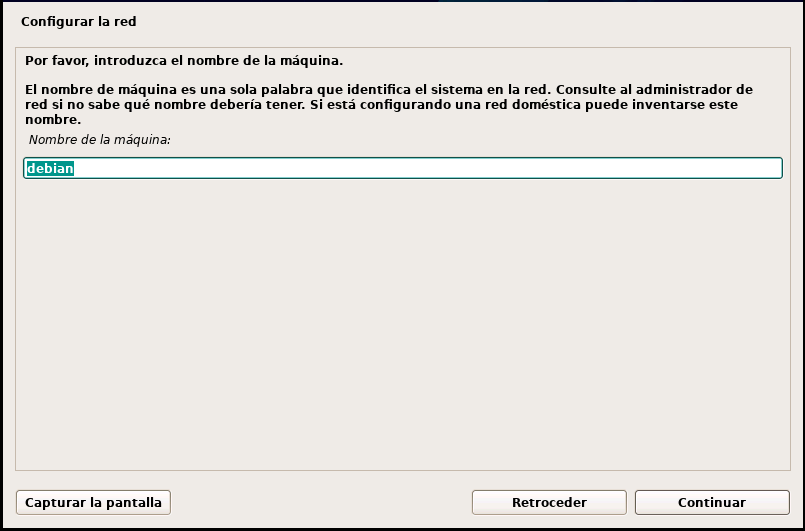 Configurar la red
Por favor, introduzca el nombre de la máquina.
El nombre de máquina es una sola palabra que identifica el sistema en la red. Consulte al administrador de
red si no sabe qué nombre debería tener. Si está configurando una red doméstica puede inventarse este
nombre.
Nombre de la máquina:
debian
Capturar la pantalla
Retroceder
Continuar